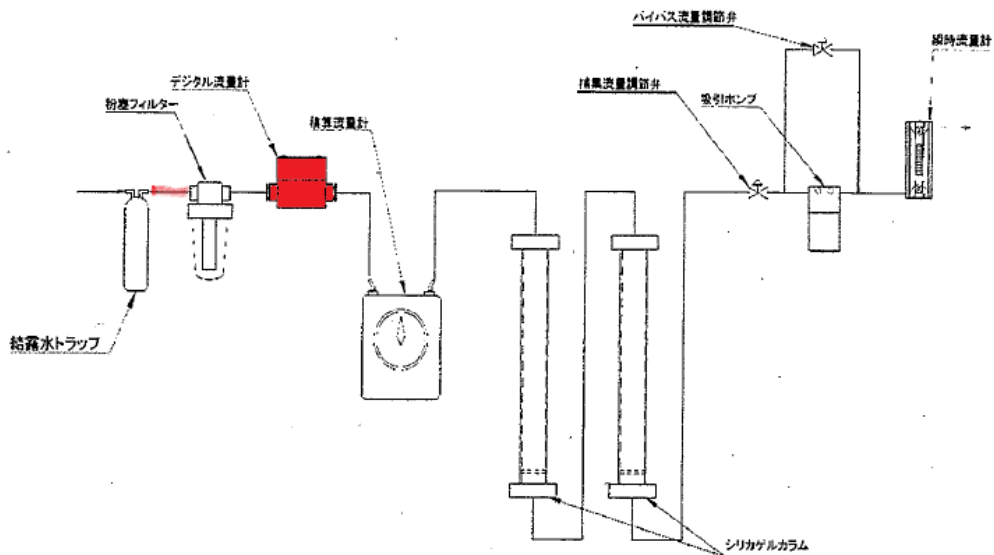 バイパス流量調節弁
瞬時流量計
捕集流量調節弁
吸引ポンプ
デジタル流量計
粉塵フィルター
積算流量計
結露水トラップ
シリカゲルカラム